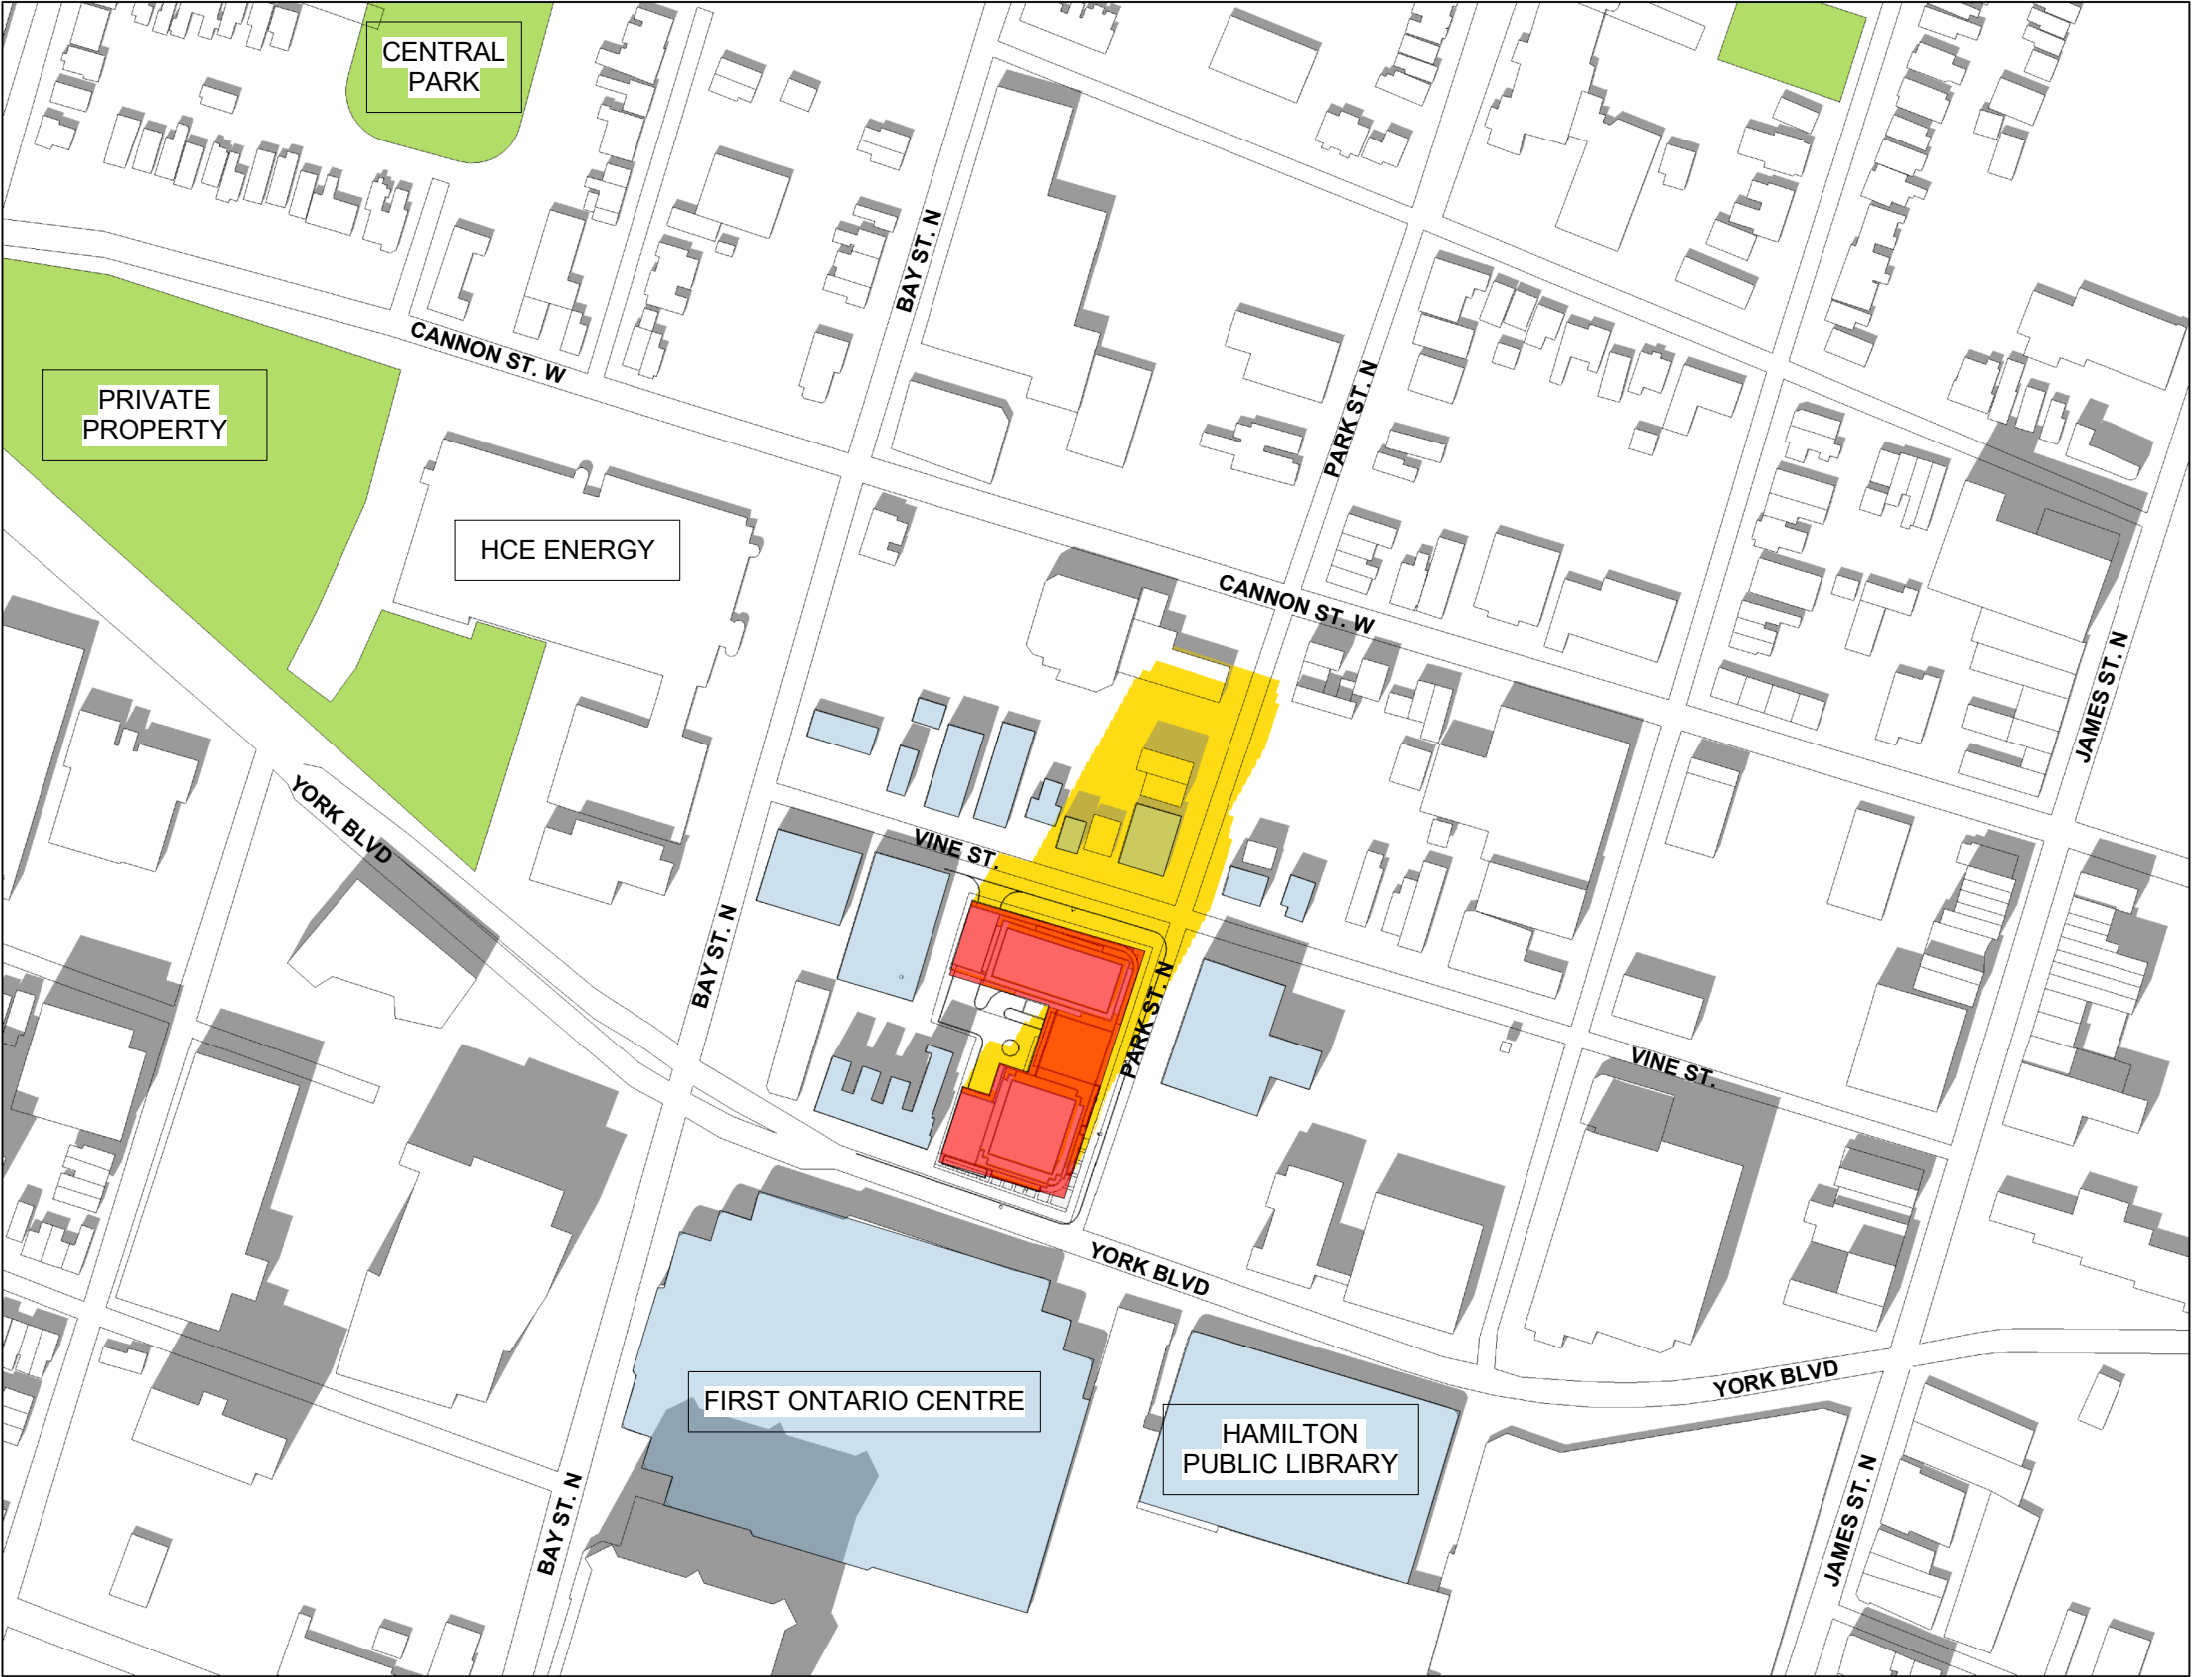 CENTRAL
PARK
BAY ST. N
CANNON ST. W
PRIVATE
PROPERTY
PARK ST. N
HCE ENERGY
CANNON ST. W
JAMES ST. N
YORK BLVD
VINE ST.
BAY ST. N
PARK ST. N
VINE ST.
YORK BLVD
YORK BLVD
FIRST ONTARIO CENTRE
HAMILTON
PUBLIC LIBRARY
BAY ST. N
JAMES ST. N